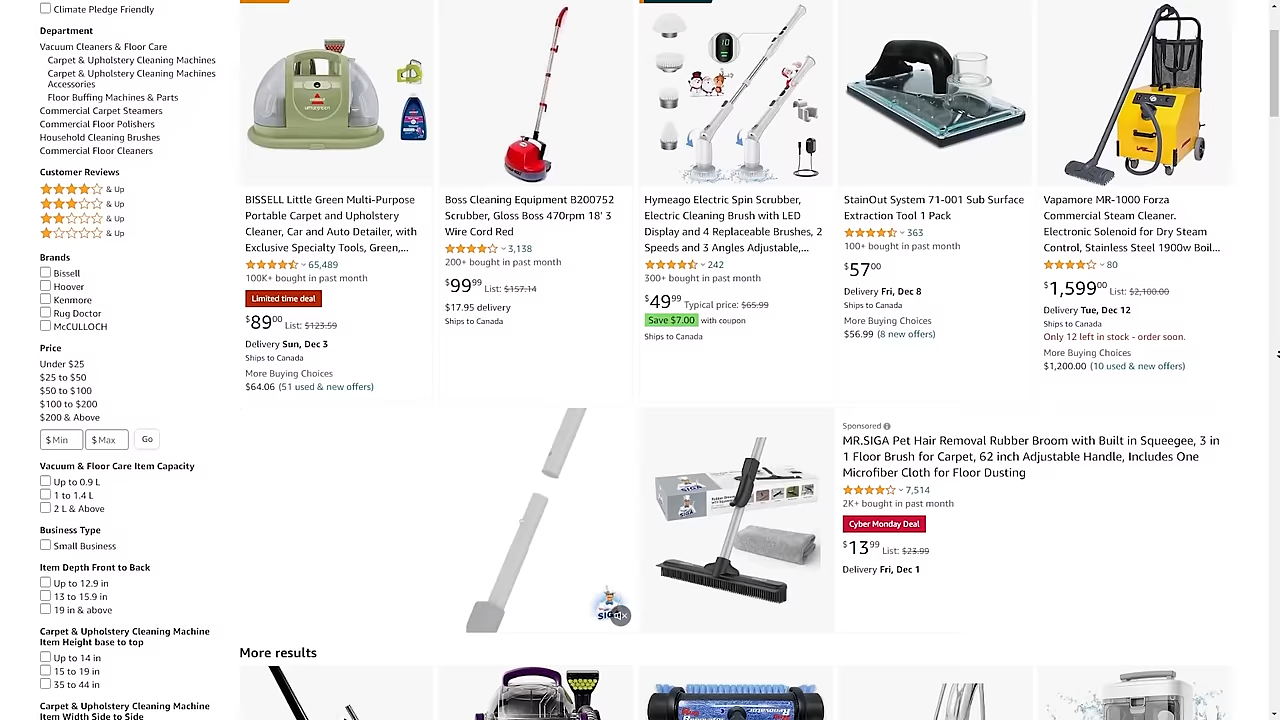 Climate Pledge Friendly
Department
Vacuum Cleaners & Floor Care
Carpet & Upholstery Cleaning Machines
Carpet & Upholstery Cleaning Machines
Accessories
Floor Buffing Machines & Parts
Commercial Carpet Steamers
Commercial Floor Polishers
Household Cleaning Brushes
Commercial Floor Cleaners
Customer Reviews
& Up
& Up
& Up
& Up
Brands
Bissell
Hoover
Kenmore
Rug Doctor
McCULLOCH
Price
Under $25
$25 to $50
$50 to $100
$100 to $200
$200 & Above
$ Min $ Max Go
Vacuum & Floor Care Item Capacity
Up to 0.9 L
1 to 1.4 L
2 L & Above
Business Type
Small Business
Item Depth Front to Back
Up to 12.9 in
13 to 15.9 in
19 in & above
Carpet & Upholstery Cleaning Machine
Item Height base to top
Up to 14 in
15 to 19 in
35 to 44 in
Carpet & Upholstery Cleaning Machine
Item Width Side to Side
BISSELL Little Green Multi-Purpose
Portable Carpet and Upholstery
Cleaner, Car and Auto Detailer, with
Exclusive Specialty Tools, Green,...
65,489
100K+ bought in past month
Limited time deal
$8900 List: $123.59
Delivery Sun, Dec 3
Ships to Canada
More Buying Choices
$64.06 (51 used & new offers)
Boss Cleaning Equipment B200752
Scrubber, Gloss Boss 470rpm 18' 3
Wire Cord Red
3,138
200+ bought in past month
$9999 List: $157.14
$17.95 delivery
Ships to Canada
10
Hymeago Electric Spin Scrubber,
Electric Cleaning Brush with LED
Display and 4 Replaceable Brushes, 2
Speeds and 3 Angles Adjustable,...
242
300+ bought in past month
$4999 Typical price: $65.99
Save $7.00 with coupon
Ships to Canada
StainOut System 71-001 Sub Surface
Extraction Tool 1 Pack
363
100+ bought in past month
$5700
Delivery Fri, Dec 8
Ships to Canada
More Buying Choices
$56.99 (8 new offers)
Vapamore MR-1000 Forza
Commercial Steam Cleaner.
Electronic Solenoid for Dry Steam
Control, Stainless Steel 1900w Boil...
80
$1,59900 List: $2,100.00
Delivery Tue, Dec 12
Ships to Canada
Only 12 left in stock - order soon.
More Buying Choices
$1,200.00 (10 used & new offers)
SIGA
Sponsored
MR.SIGA Pet Hair Removal Rubber Broom with Built in Squeegee, 3 in
1 Floor Brush for Carpet, 62 inch Adjustable Handle, Includes One
Microfiber Cloth for Floor Dusting
7,514
2K+ bought in past month
Cyber Monday Deal
$1399 List: $23.99
Delivery Fri, Dec 1
More results